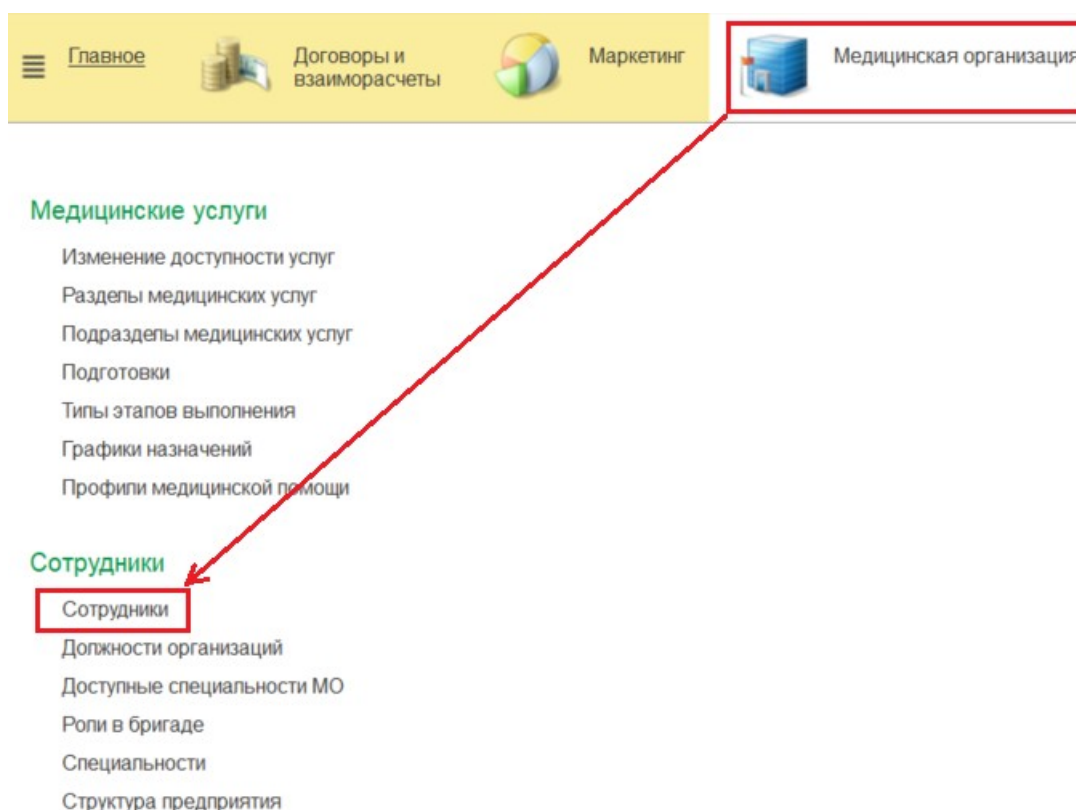 Главное
Договоры и
взаиморасчеты
Маркетинг
Медицинская организация
Медицинские услуги
Изменение доступности услуг
Разделы медицинских услуг
Подразделы медицинских услуг
Подготовки
Типы этапов выполнения
Графики назначений
Профили медицинской помощи
Сотрудники
Сотрудники
Должности организаций
Доступные специальности МО
Роли в бригаде
Специальности
Структура предприятия